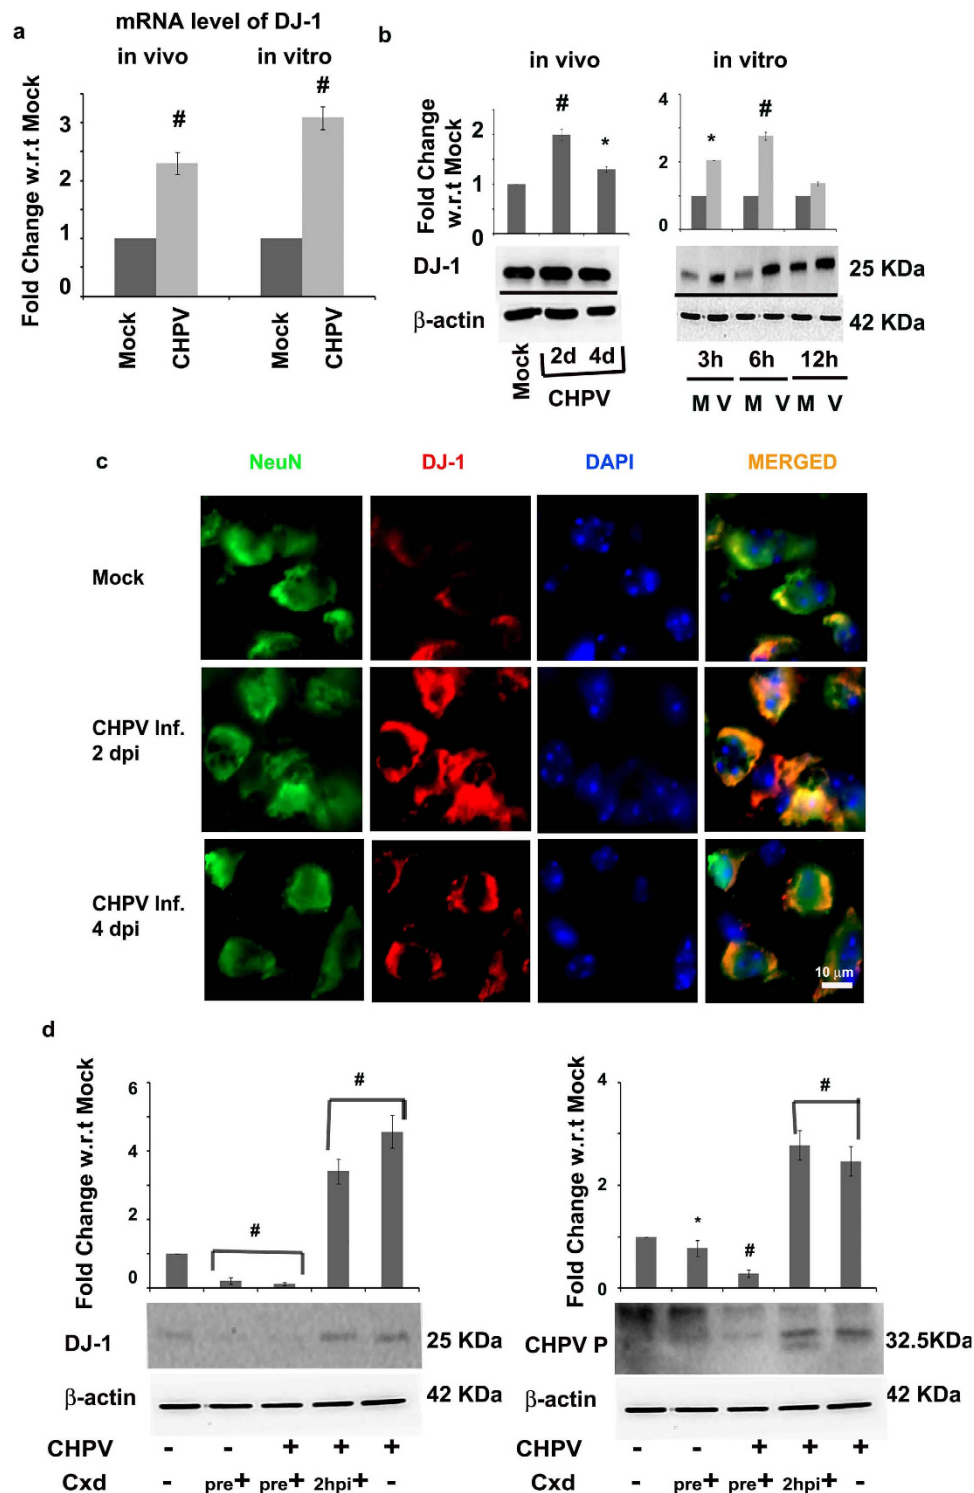 a
mRNA level of DJ-1
in vivo
in vitro
Fold Change w.r.t Mock
3
2
1
0
#
#
Mock
CHPV
Mock
CHPV
b
in vivo
in vitro
Fold Change
w.r.t Mock
2
1
0
#
*
4
2
0
*
#
DJ-1
25 KDa
β-actin
42 KDa
Mock
2d 4d
CHPV
3h 6h 12h
M V M V M V
c
NeuN DJ-1 DAPI MERGED
Mock
CHPV Inf.
2 dpi
CHPV Inf.
4 dpi
10 μm
d
Fold Change w.r.t Mock
6
4
2
0
#
#
DJ-1
25 KDa
β-actin
42 KDa
CHPV - - + + +
Cxd - pre+ pre+ 2hpi+ -
Fold Change w.r.t Mock
4
2
0
*
#
#
CHPV P
32.5KDa
β-actin
42 KDa
- - + + +
Cxd - pre+ pre+ 2hpi+ -